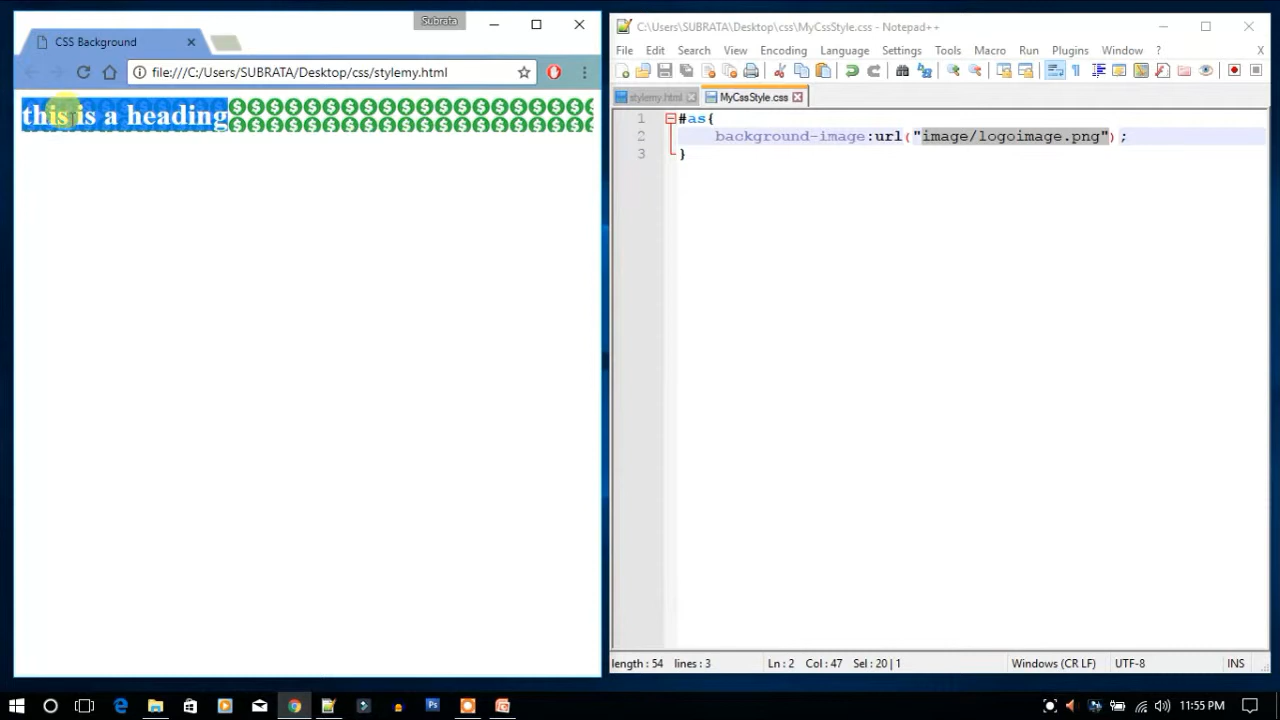 Subrata
CSS Background
file:///C:/Users/SUBRATA/Desktop/css/stylemy.html
this is a heading
C:\Users\SUBRATA\Desktop\css\MyCssStyle.css - Notepad++
File Edit Search View Encoding Language Settings Tools Macro Run Plugins Window ? X
stylemy.html MyCssStyle.css
1 #as{
2 background-image:url("image/logoimage.png");
3 }
length : 54 lines : 3 Ln : 2 Col : 47 Sel : 20 | 1 Windows (CR LF) UTF-8 INS
11:55 PM